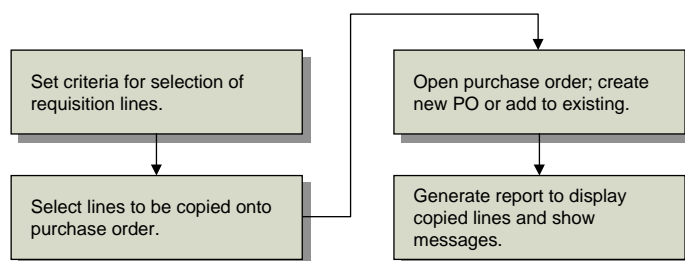 Set criteria for selection of
requisition lines.
Select lines to be copied onto
purchase order.
Open purchase order; create
new PO or add to existing.
Generate report to display
copied lines and show
messages.